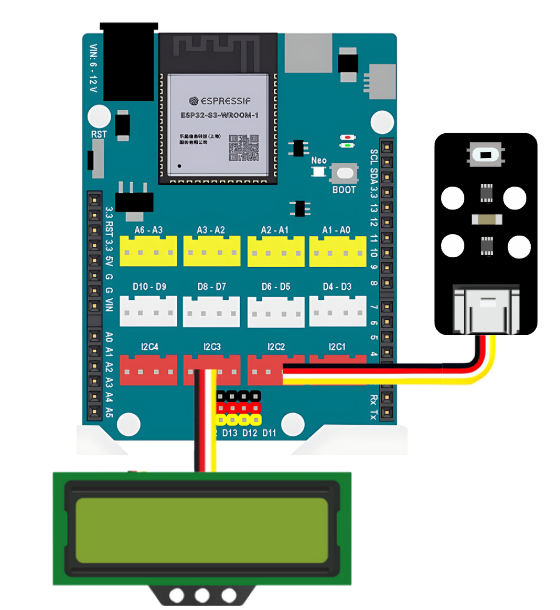 VIN: 6 - 12 V
ESPRESSIF
ESP32-S3-WROOM-1
乐鑫信息科技(上海)
股份有限公司
RST
Neo
BOOT
SCL
SDA
3.3
13
12
11
10
9
8
7
6
5
4
Rx
Tx
3.3
RST
3.3
5V
G
G
VIN
A0
A1
A2
A3
A4
A5
A6 - A3
A3 - A2
A2 - A1
A1 - A0
D10 - D9
D8 - D7
D6 - D5
D4 - D3
I2C4
I2C3
I2C2
I2C1
D13
D12
D11